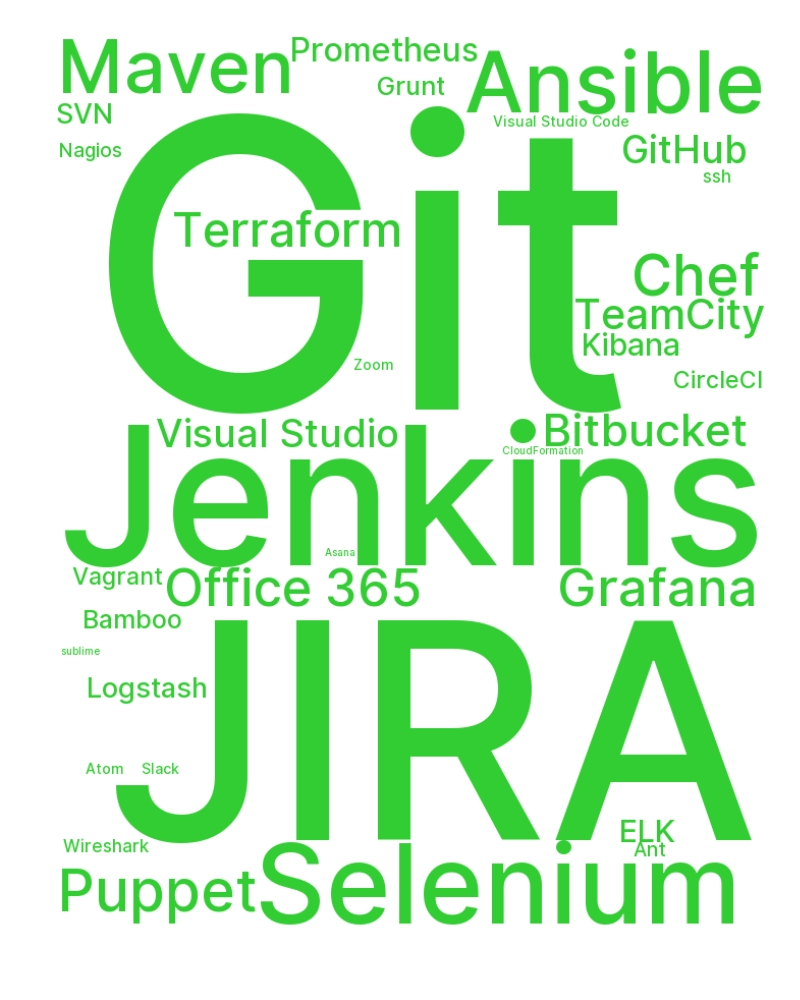 Maven
Prometheus
Grunt
Ansible
SVN
Visual Studio Code
Nagios
GitHub
ssh
Git
Terraform
Chef
TeamCity
Kibana
Zoom
CircleCI
Visual Studio
Bitbucket
CloudFormation
Jenkins
Asana
Vagrant
Office 365
Grafana
Bamboo
sublime
JIRA
Logstash
Atom
Slack
ELK
Wireshark
Ant
Puppet
Selenium